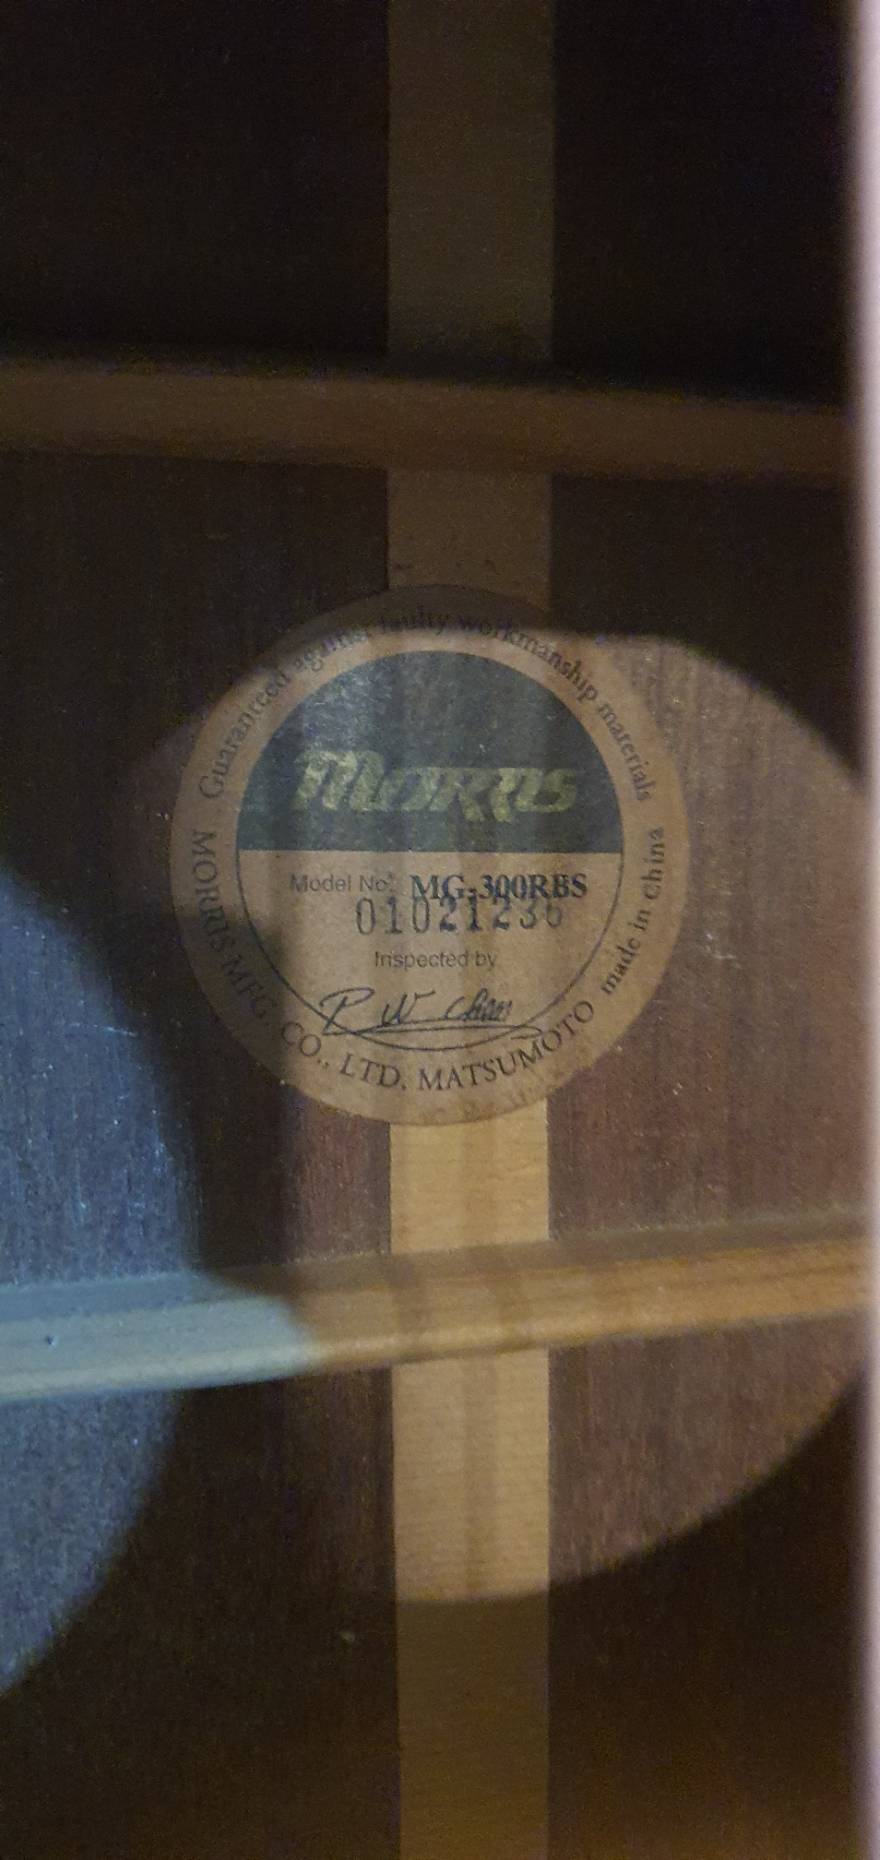 Guaranteed against faulty workmanship materials
MORRIS
Model No. MG-300RBS
01021236
Inspected by
P W Chan
MORRIS MFG. CO., LTD. MATSUMOTO made in China